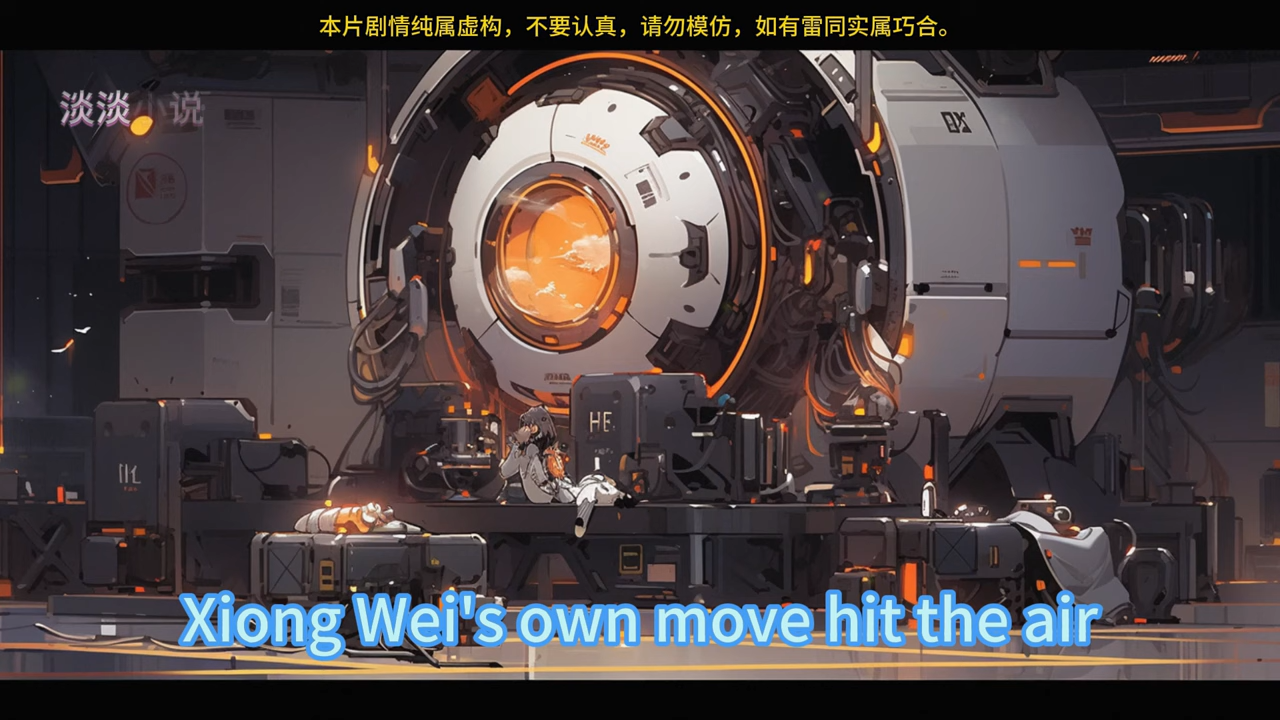 本片剧情纯属虚构，不要认真，请勿模仿，如有雷同实属巧合。
淡淡小说
HE
Xiong Wei's own move hit the air